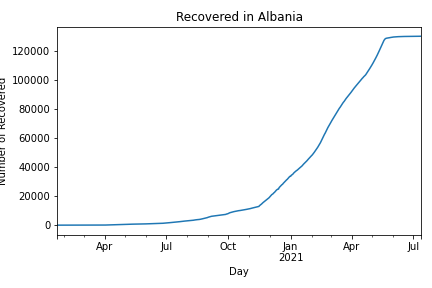 Recovered in Albania
Number of Recovered
120000
100000
80000
60000
40000
20000
0
Apr
Jul
Oct
Jan
2021
Apr
Jul
Day